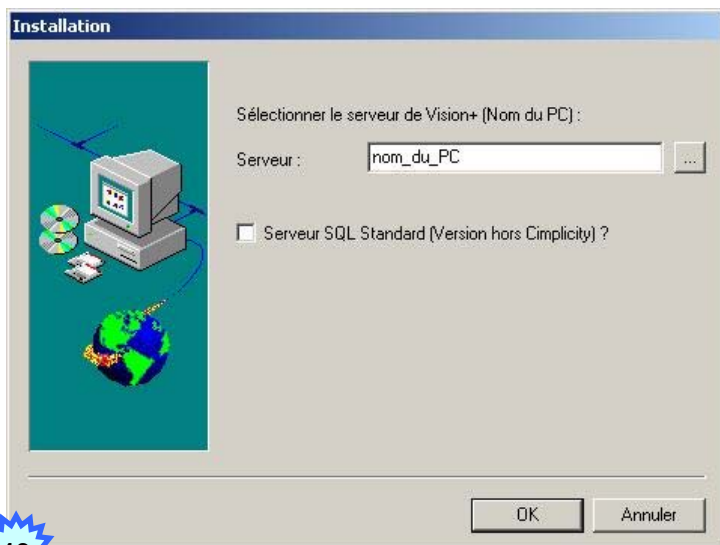 Installation
Sélectionner le serveur de Vision+ (Nom du PC) :
Serveur :
nom_du_PC
...
Serveur SQL Standard (Version hors Cimplicity) ?
OK
Annuler